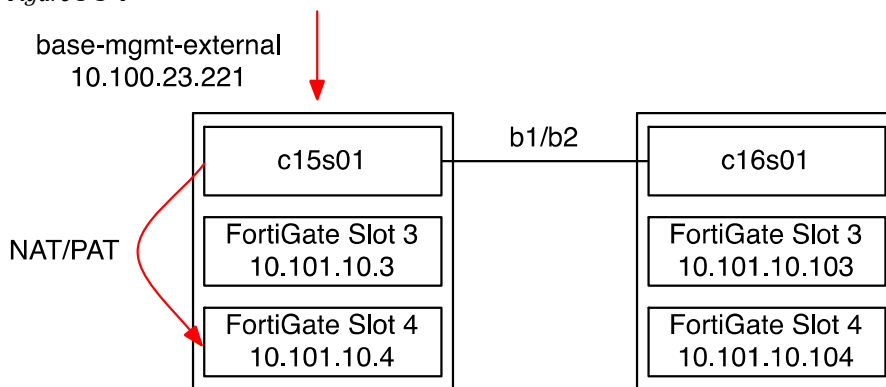 base-mgmt-external
10.100.23.221
c15s01
b1/b2
c16s01
NAT/PAT
FortiGate Slot 3
10.101.10.3
FortiGate Slot 3
10.101.10.103
FortiGate Slot 4
10.101.10.4
FortiGate Slot 4
10.101.10.104